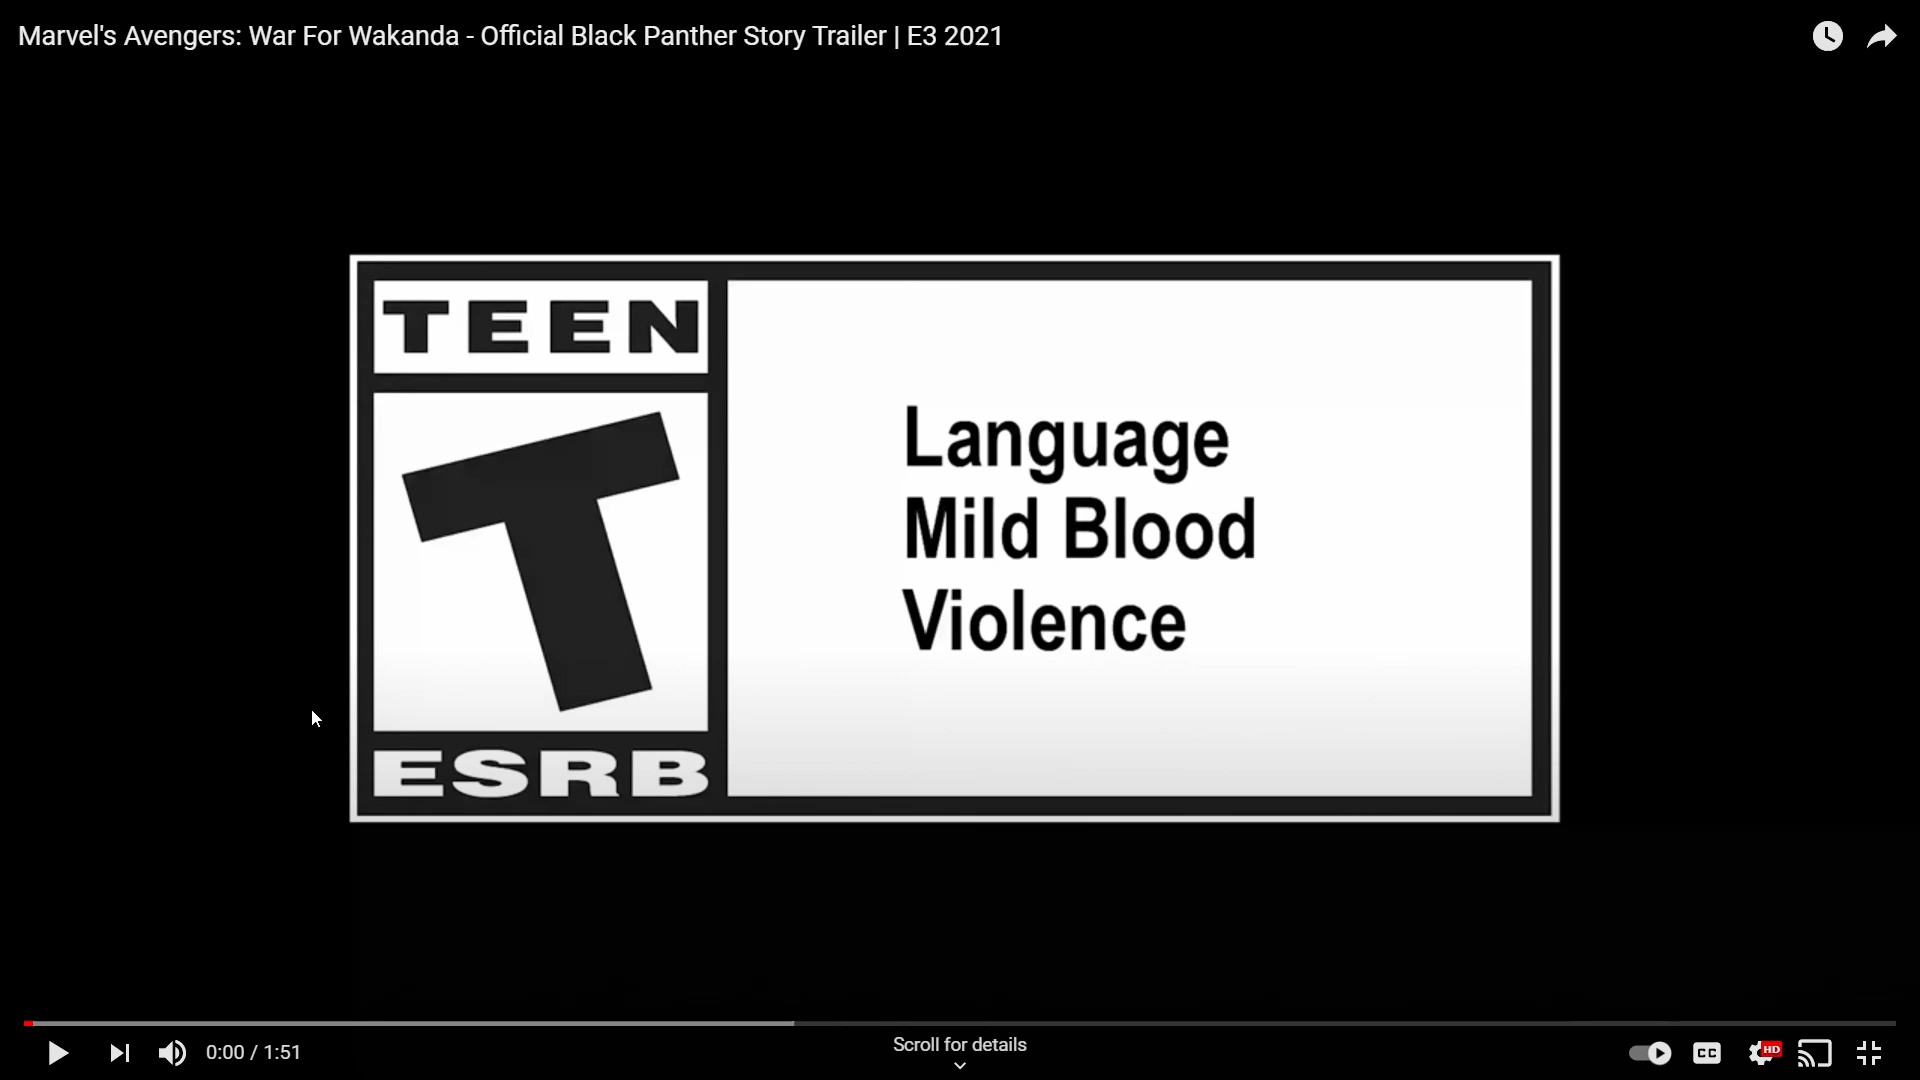 Marvel's Avengers: War For Wakanda - Official Black Panther Story Trailer | E3 2021
TEEN
T
ESRB
Language
Mild Blood
Violence
Scroll for details
0:00 / 1:51
CC
HD